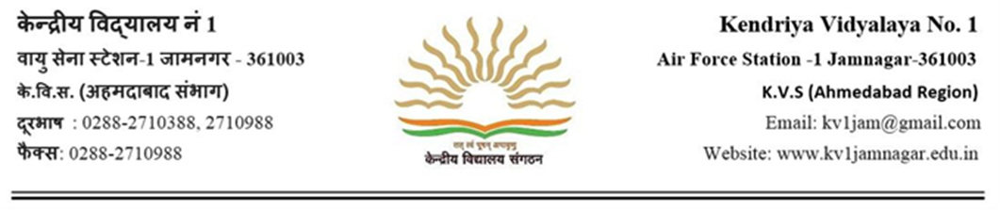 केन्द्रीय विद्यालय नं 1
वायु सेना स्टेशन-1 जामनगर - 361003
के.वि.स. (अहमदाबाद संभाग)
दूरभाष : 0288-2710388, 2710988
फैक्स: 0288-2710988
तत् त्वं पूषन् अपावृणु
केन्द्रीय विद्यालय संगठन
Kendriya Vidyalaya No. 1
Air Force Station -1 Jamnagar-361003
K.V.S (Ahmedabad Region)
Email: kv1jam@gmail.com
Website: www.kv1jamnagar.edu.in